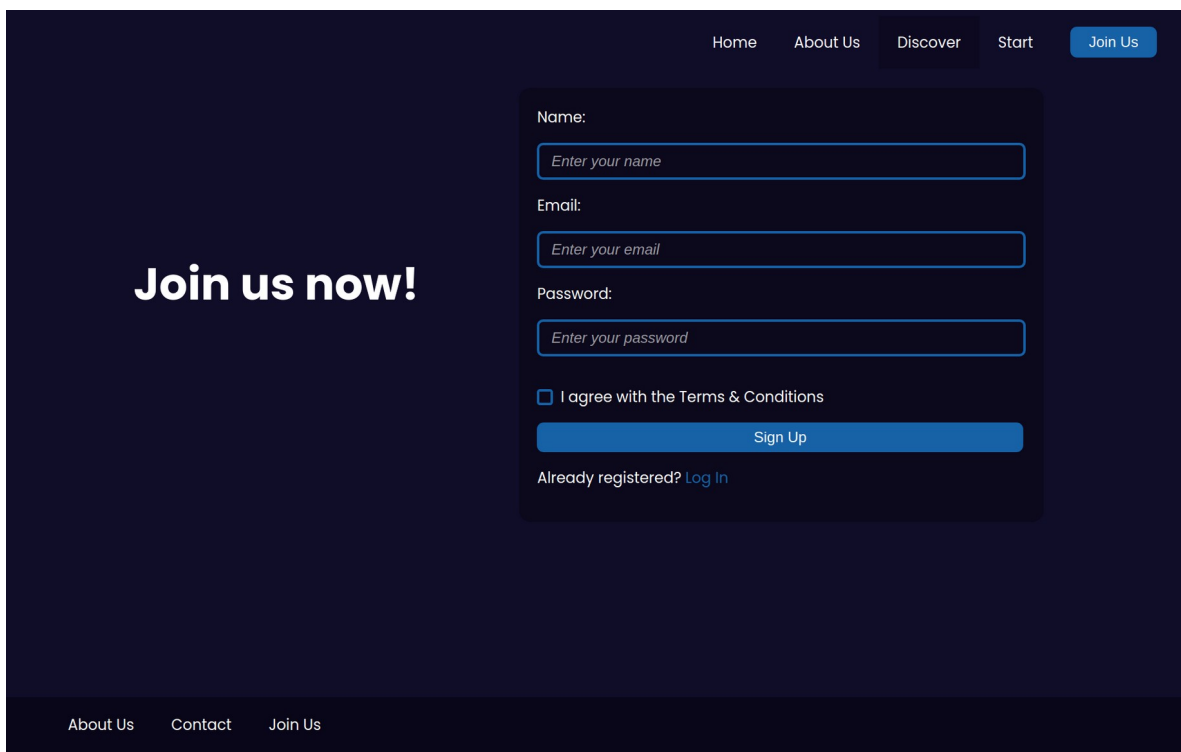 Home About Us Discover Start Join Us
Join us now!
Name:
Enter your name
Email:
Enter your email
Password:
Enter your password
I agree with the Terms & Conditions
Sign Up
Already registered? Log In
About Us Contact Join Us